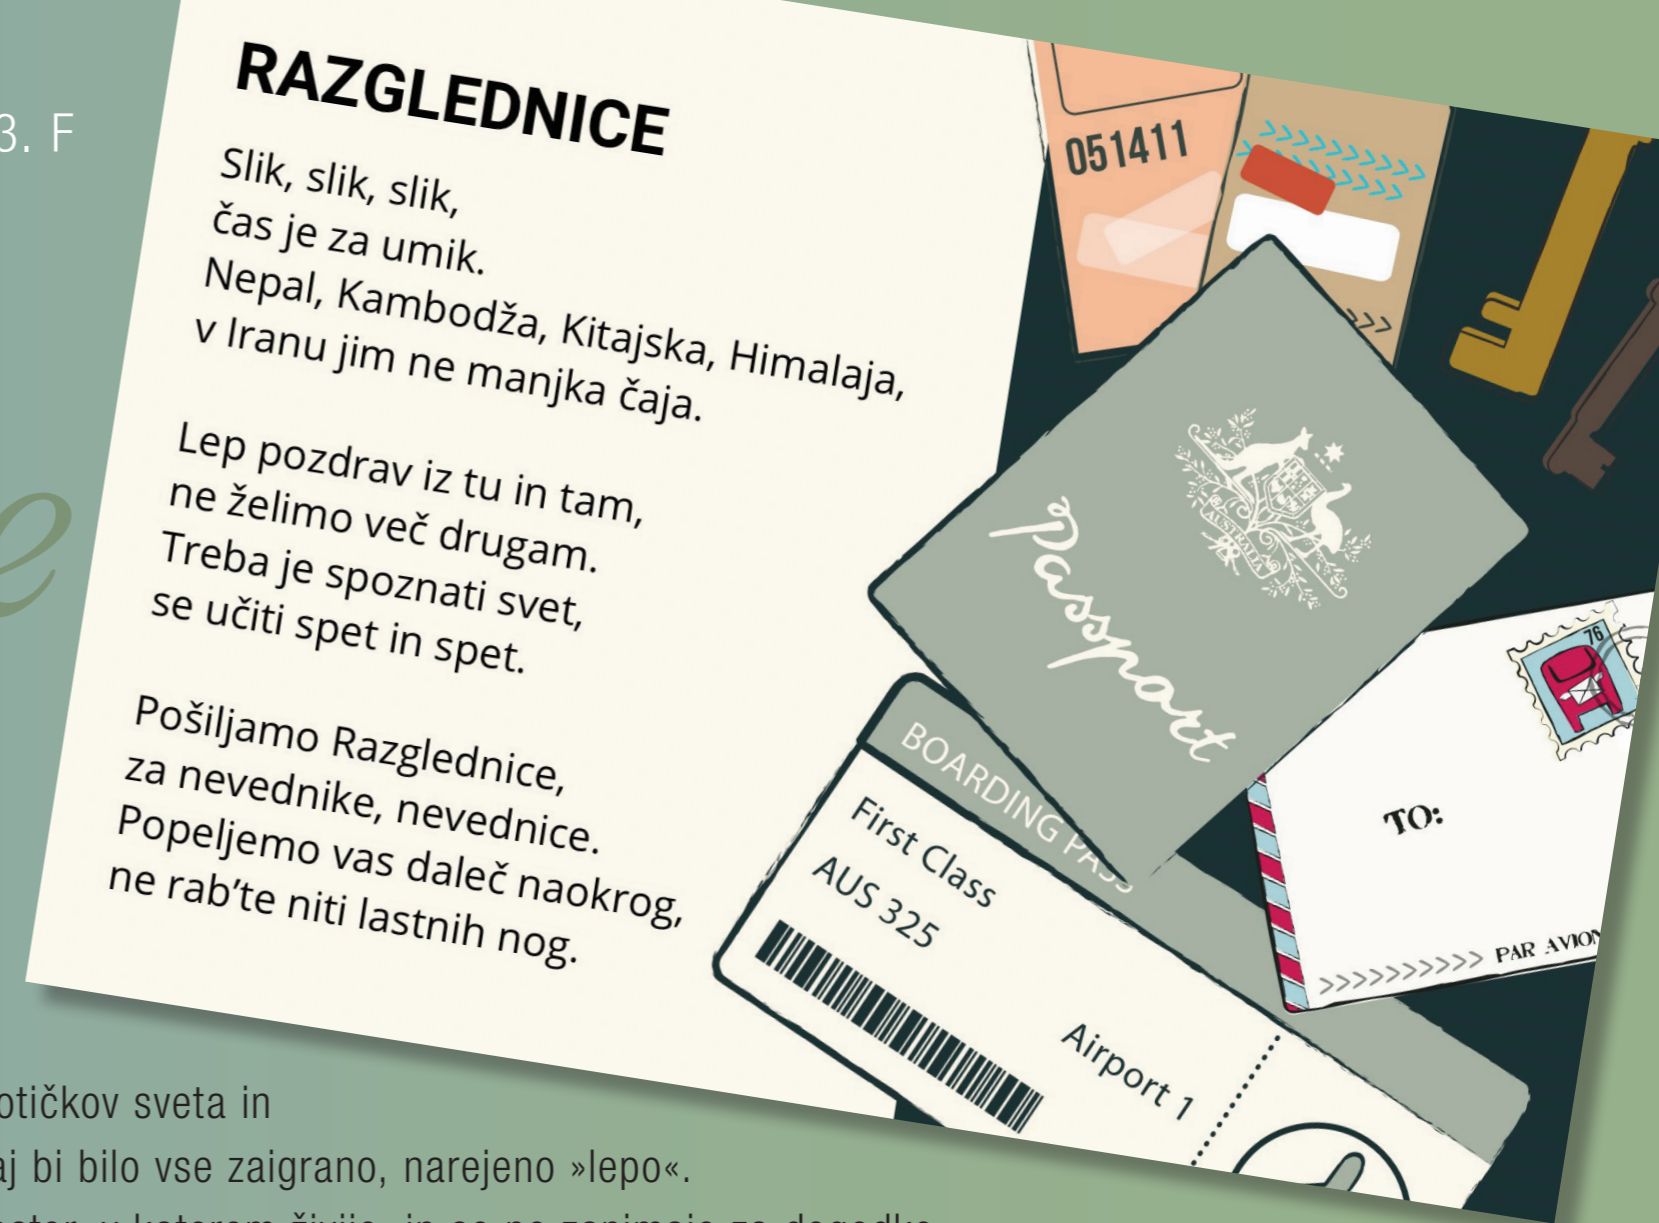 3. F
RAZGLEDNICE
Slik, slik, slik,
čas je za umik.
Nepal, Kambodža, Kitajska, Himalaja,
v Iranu jim ne manjka čaja.
Lep pozdrav iz tu in tam,
ne želimo več drugam.
Treba je spoznati svet,
se učiti spet in spet.
Pošiljamo Razglednice,
za nevednike, nevednice.
Popeljemo vas daleč naokrog,
ne rab’te niti lastnih nog.
051411
AUSTRALIA
Passport
76
TO:
PAR AVION
BOARDING PASS
First Class
AUS 325
Airport 1
sveta in
bi bilo vse zaigrano, narejeno »lepo«.